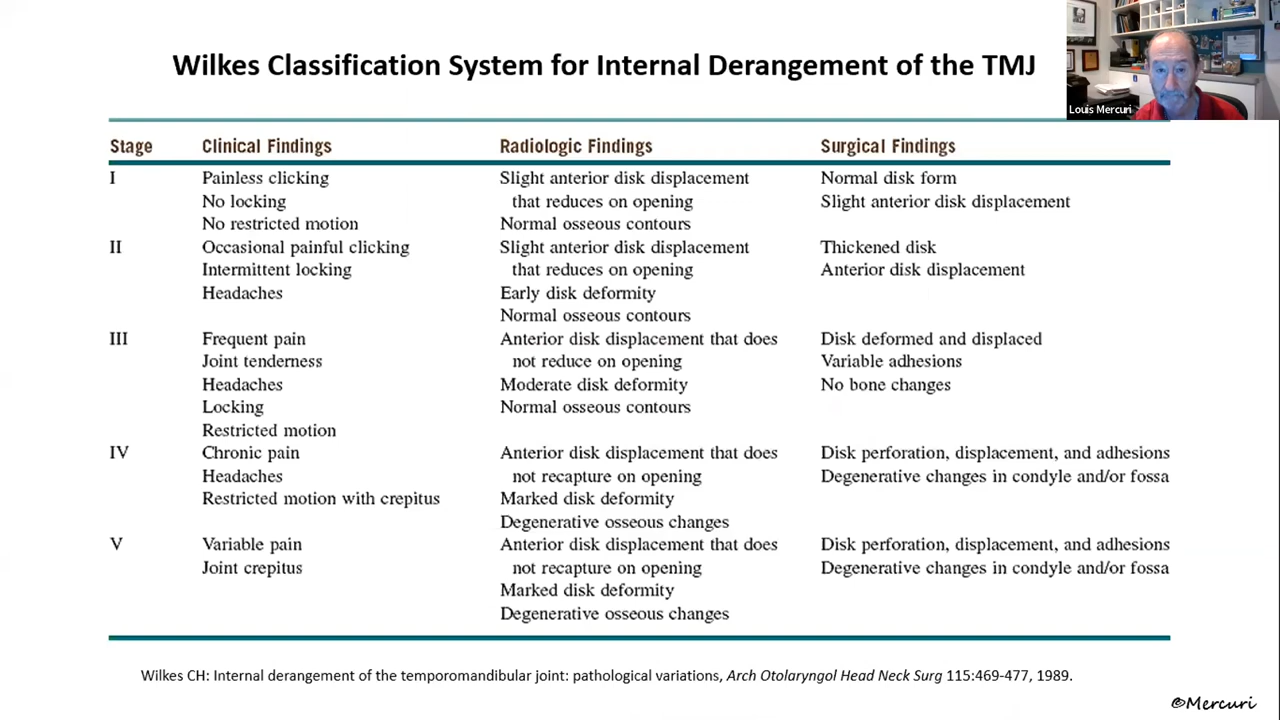 Wilkes Classification System for Internal Derangement of the TMJ
Louis Mercuri
Stage Clinical Findings Radiologic Findings Surgical Findings
I Painless clicking Slight anterior disk displacement Normal disk form
No locking that reduces on opening Slight anterior disk displacement
No restricted motion Normal osseous contours
II Occasional painful clicking Slight anterior disk displacement Thickened disk
Intermittent locking that reduces on opening Anterior disk displacement
Headaches Early disk deformity
Normal osseous contours
III Frequent pain Anterior disk displacement that does Disk deformed and displaced
Joint tenderness not reduce on opening Variable adhesions
Headaches Moderate disk deformity No bone changes
Locking Normal osseous contours
Restricted motion
IV Chronic pain Anterior disk displacement that does Disk perforation, displacement, and adhesions
Headaches not recapture on opening Degenerative changes in condyle and/or fossa
Restricted motion with crepitus Marked disk deformity
Degenerative osseous changes
V Variable pain Anterior disk displacement that does Disk perforation, displacement, and adhesions
Joint crepitus not recapture on opening Degenerative changes in condyle and/or fossa
Marked disk deformity
Degenerative osseous changes
Wilkes CH: Internal derangement of the temporomandibular joint: pathological variations, Arch Otolaryngol Head Neck Surg 115:469-477, 1989.
©Mercuri